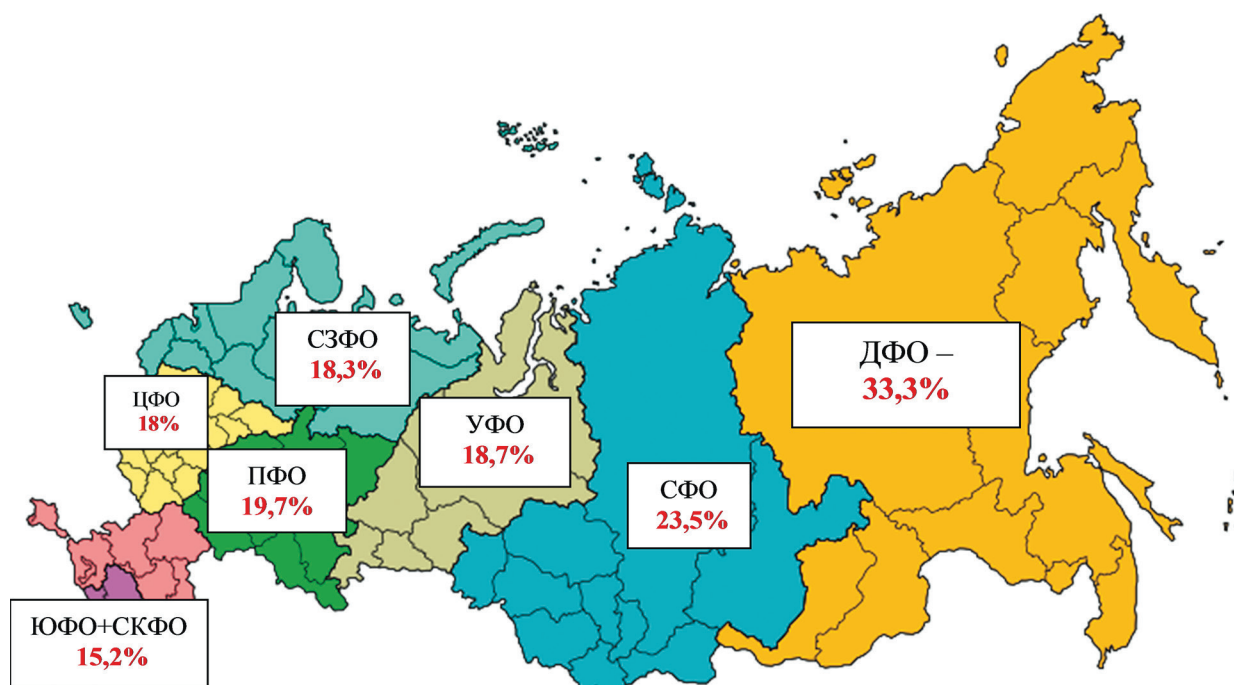 СЗФО
18,3%
ДФО –
33,3%
ЦФО
18%
УФО
18,7%
ПФО
19,7%
СФО
23,5%
ЮФО+СКФО
15,2%